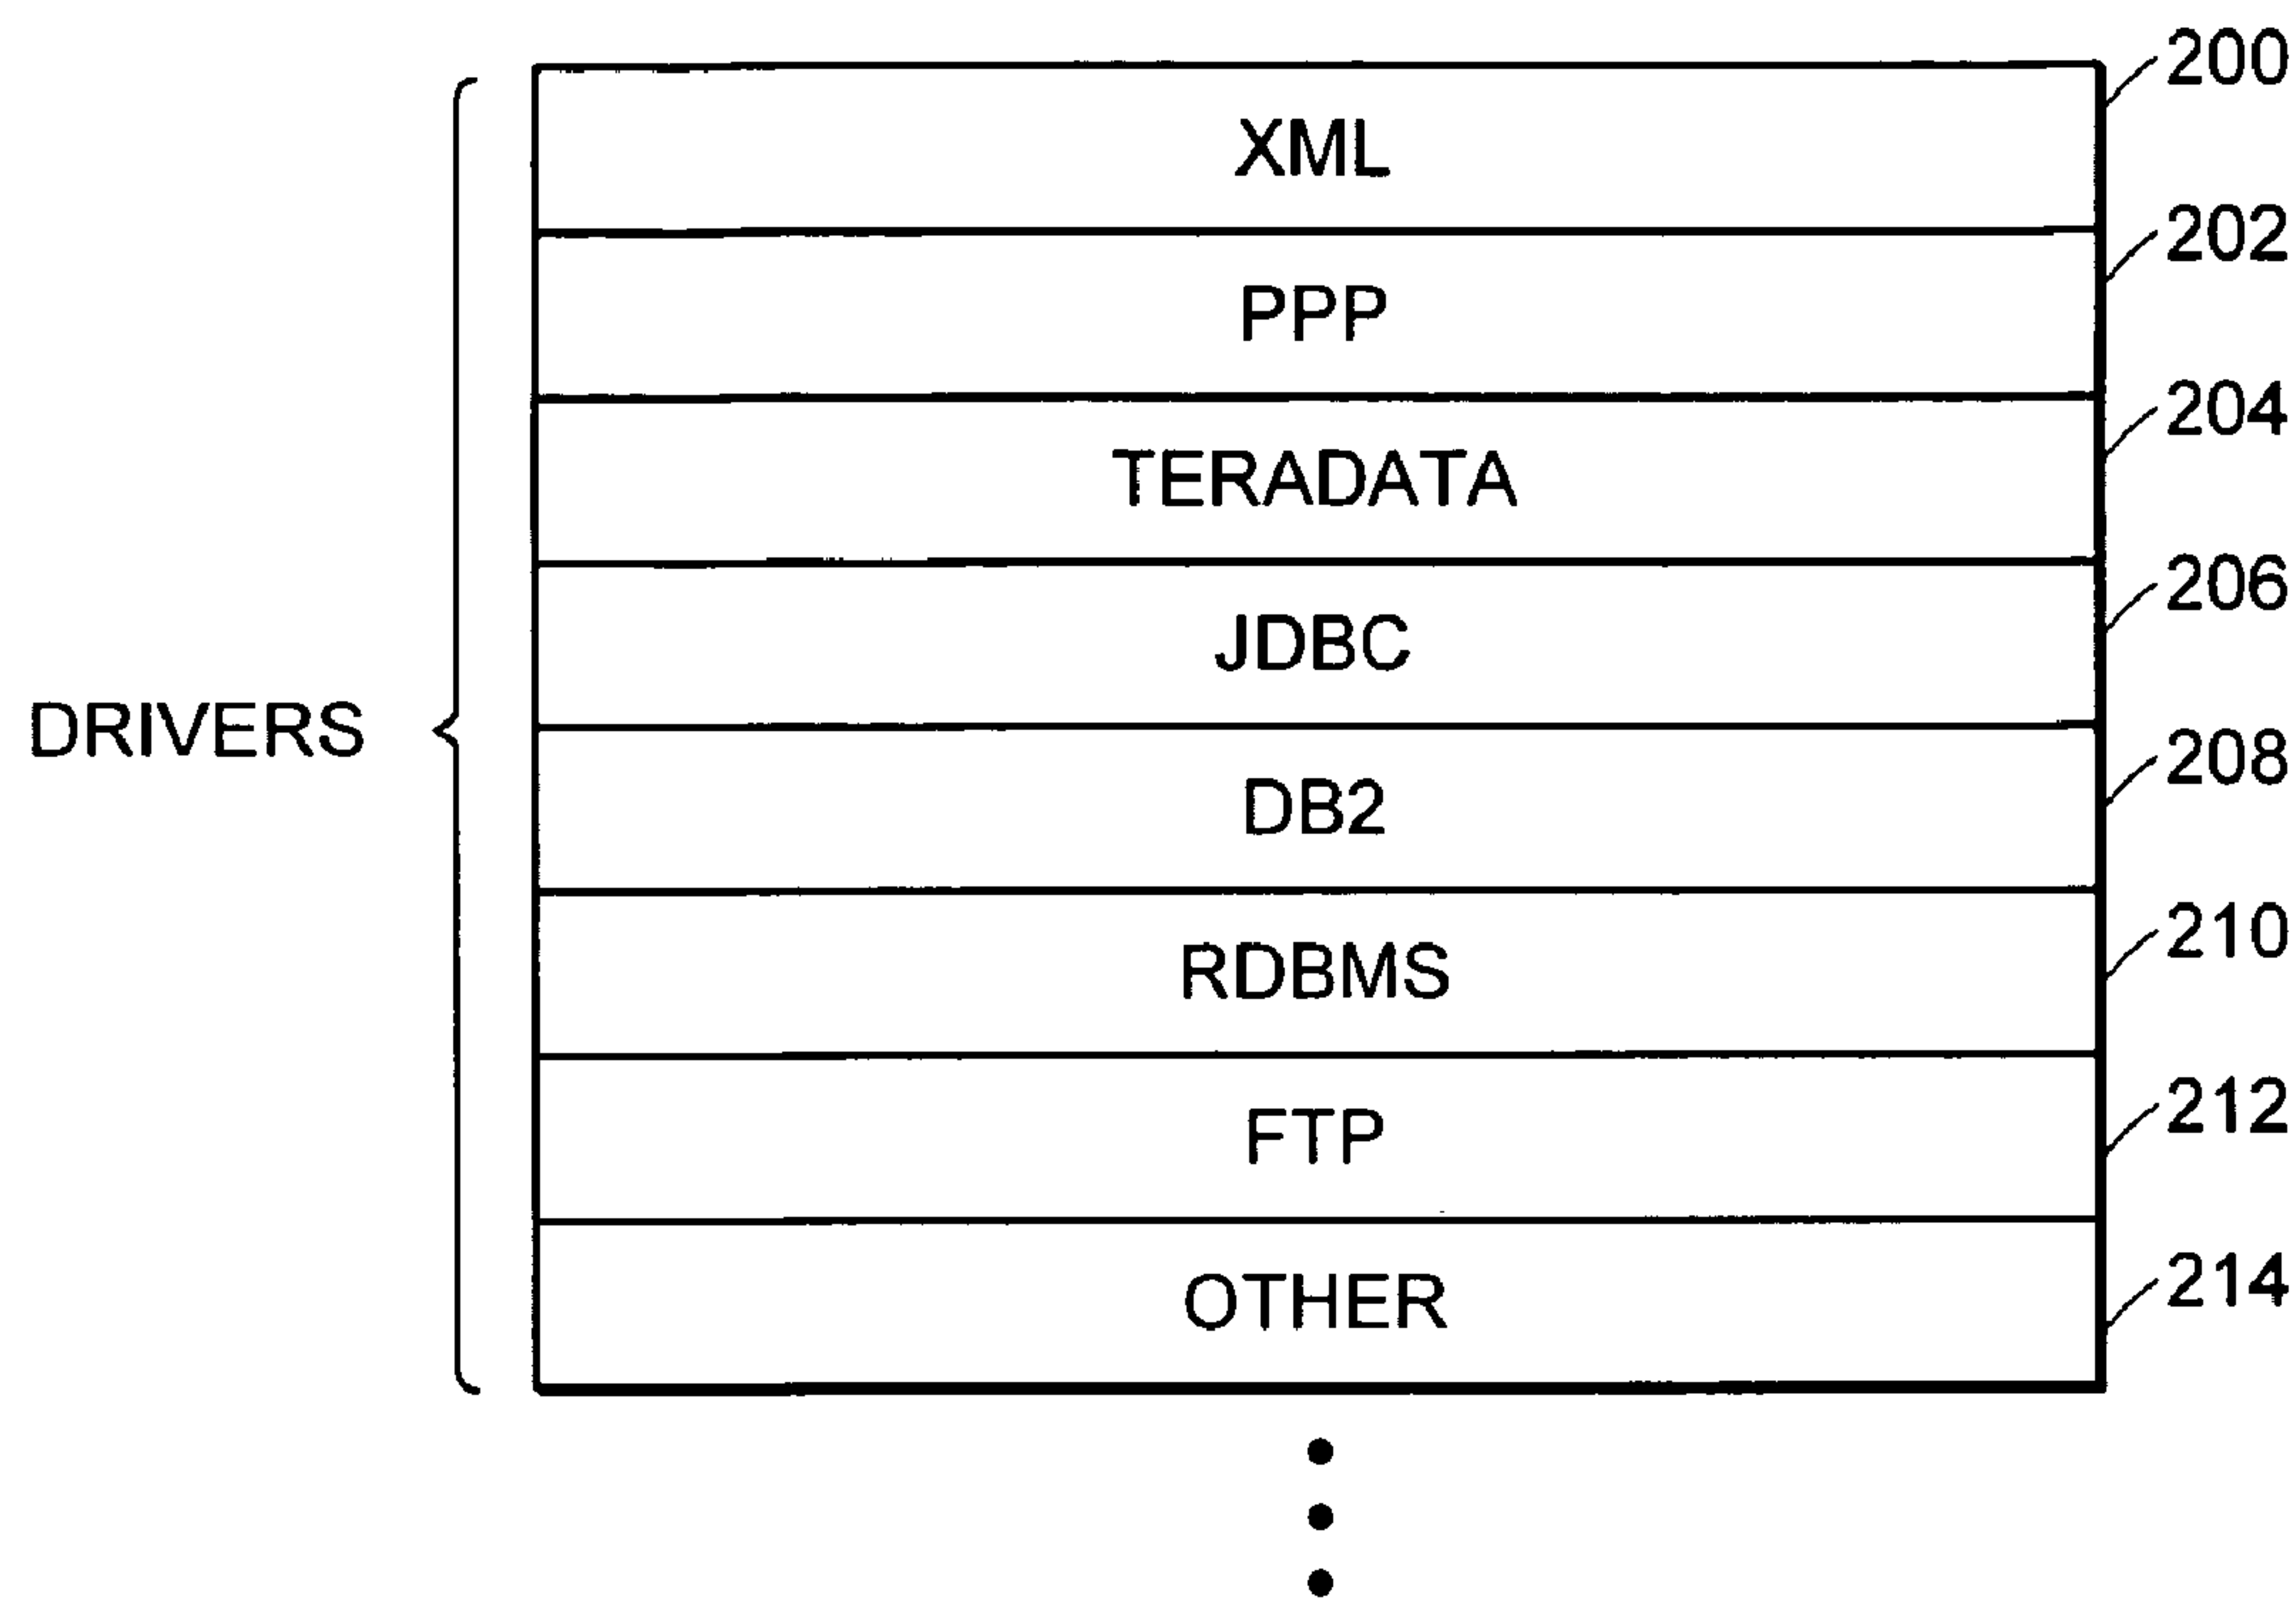 200
XML
202
PPP
204
TERADATA
206
JDBC
DRIVERS
208
DB2
210
RDBMS
212
FTP
214
OTHER